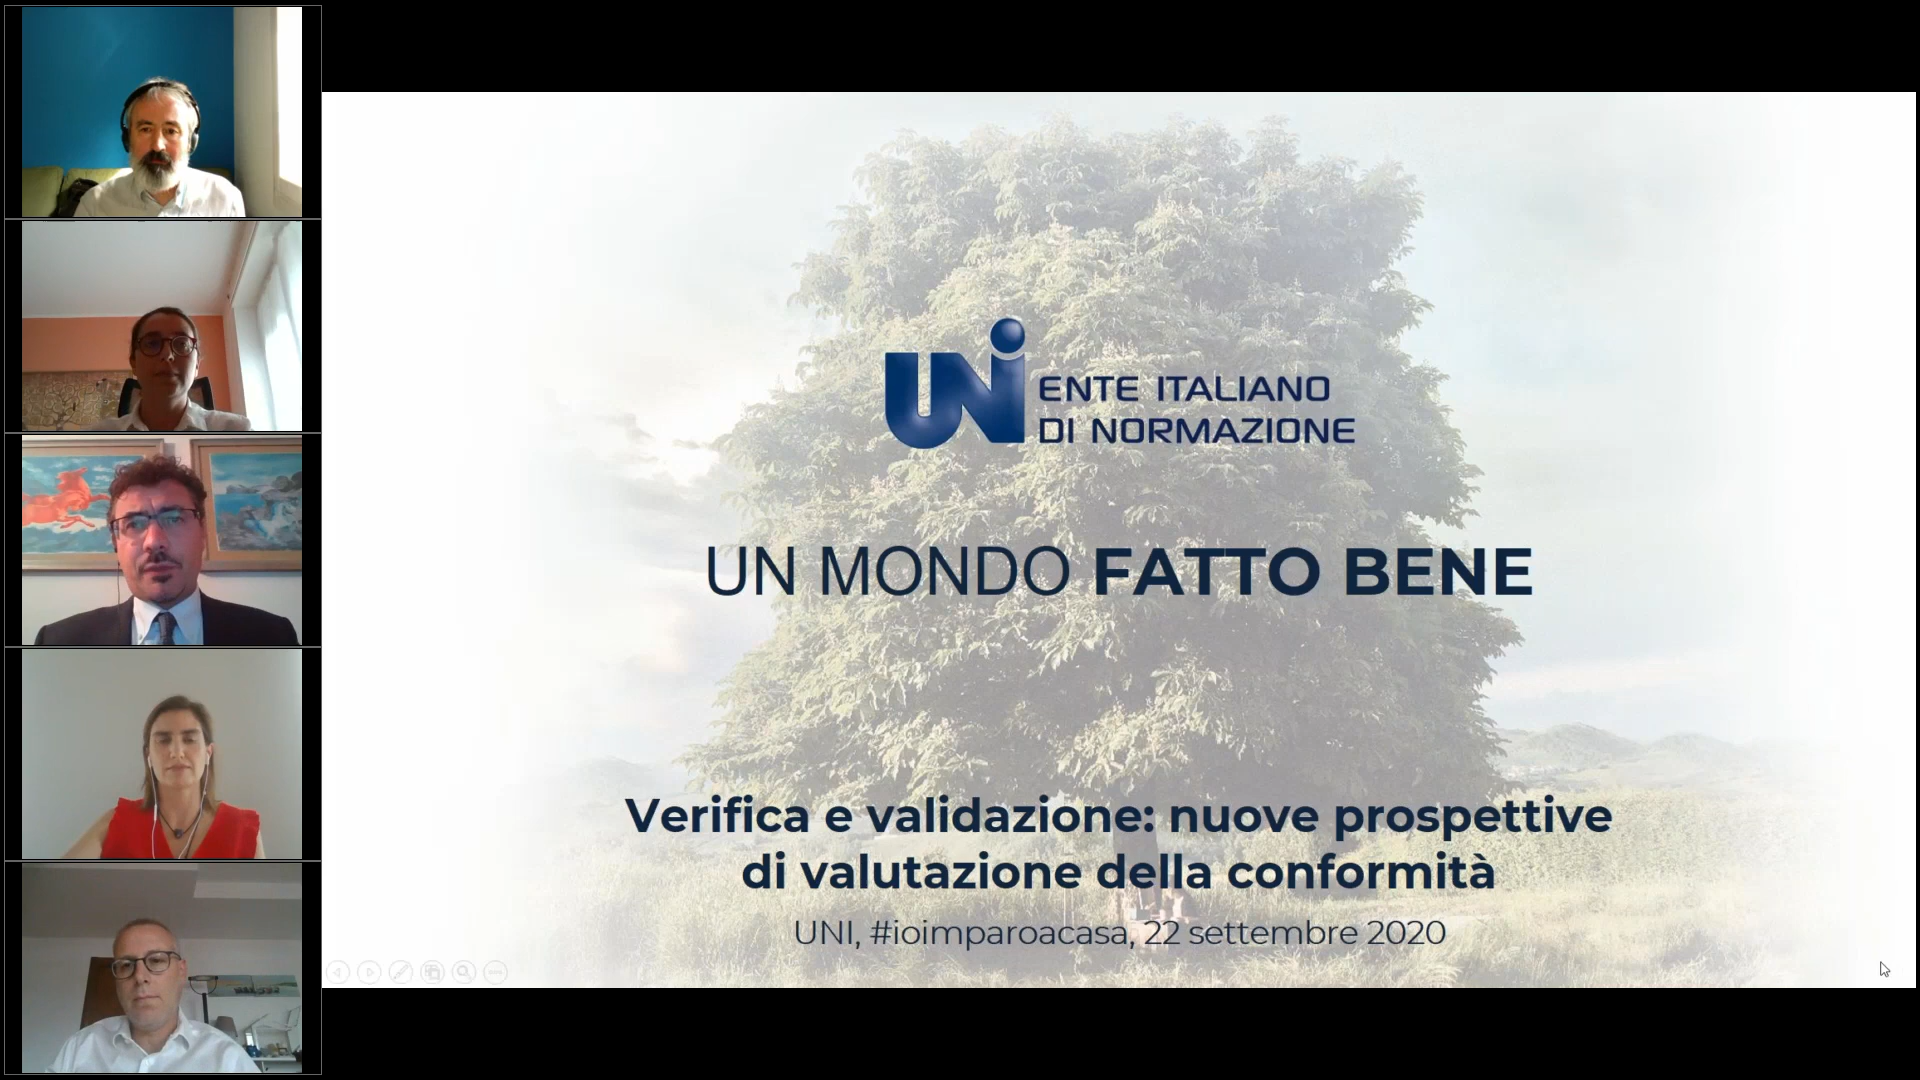 UNI ENTE ITALIANO
DI NORMAZIONE
UN MONDO FATTO BENE
Verifica e validazione: nuove prospettive
di valutazione della conformità
UNI, #ioimparoacasa, 22 settembre 2020